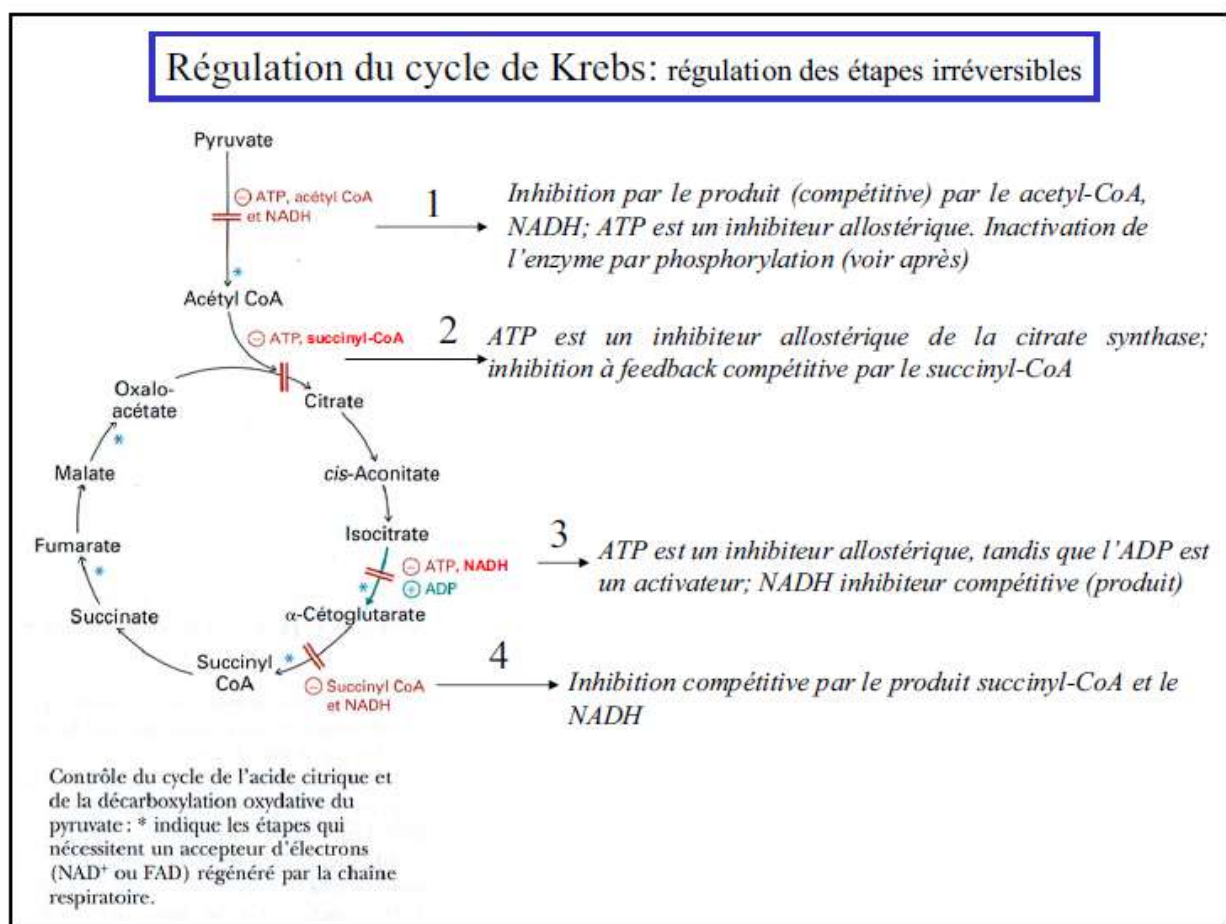 Régulation du cycle de Krebs: régulation des étapes irréversibles
Pyruvate
⊖ ATP, acétyl CoA
et NADH
1
Inhibition par le produit (compétitive) par le acetyl-CoA,
NADH; ATP est un inhibiteur allostérique. Inactivation de
l'enzyme par phosphorylation (voir après)
*
Acétyl CoA
⊖ ATP, succinyl-CoA
2
ATP est un inhibiteur allostérique de la citrate synthase;
inhibition à feedback compétitive par le succinyl-CoA
Oxalo-
acétate
Citrate
*
Malate
cis-Aconitate
Fumarate
Isocitrate
⊖ ATP, NADH
⊕ ADP
3
ATP est un inhibiteur allostérique, tandis que l'ADP est
un activateur; NADH inhibiteur compétitive (produit)
*
*
Succinate
α-Cétoglutarate
Succinyl
CoA
*
⊖ Succinyl CoA
et NADH
4
Inhibition compétitive par le produit succinyl-CoA et le
NADH
Contrôle du cycle de l'acide citrique et
de la décarboxylation oxydative du
pyruvate : * indique les étapes qui
nécessitent un accepteur d'électrons
(NAD⁺ ou FAD) régénéré par la chaîne
respiratoire.